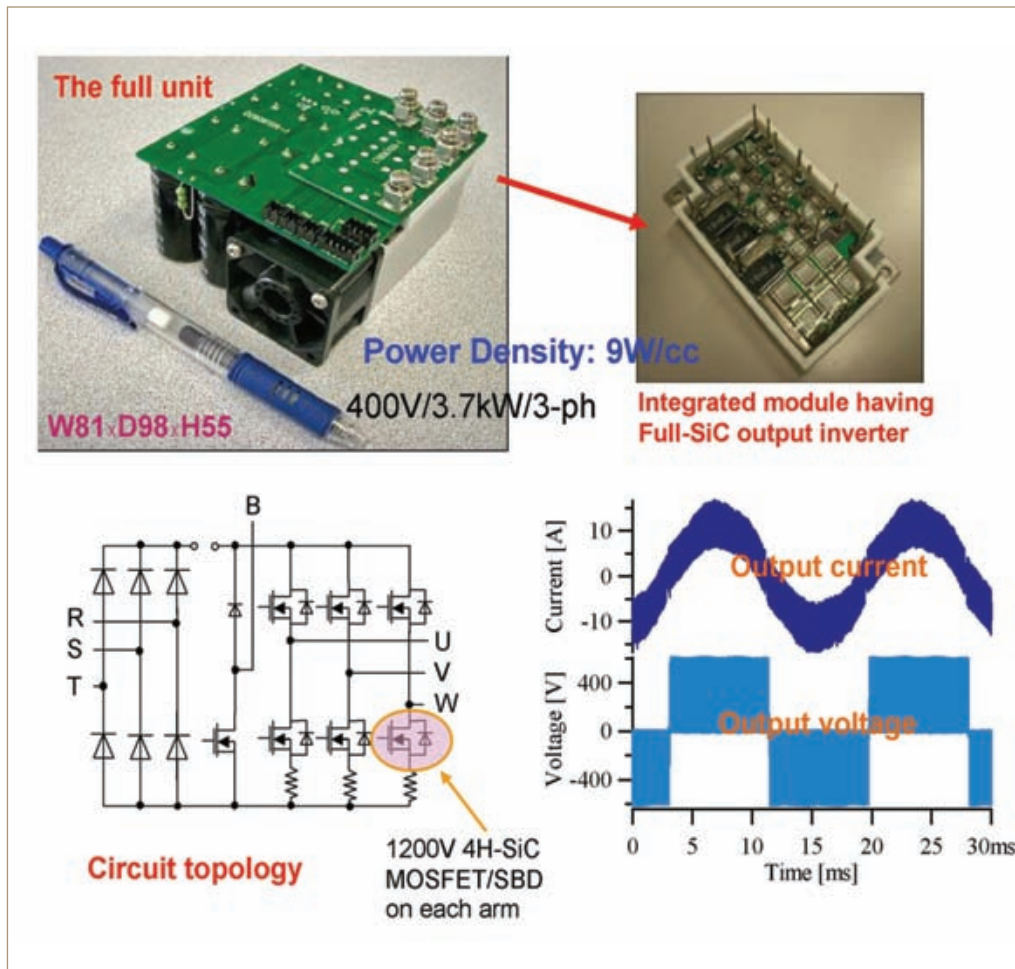 The full unit
Power Density: 9W/cc
400V/3.7kW/3-ph
W81xD98xH55
Integrated module having
Full-SiC output inverter
B
R
S
T
U
V
W
Circuit topology
1200V 4H-SiC
MOSFET/SBD
on each arm
Current [A]
10
0
-10
Output current
Voltage [V]
400
0
-400
Output voltage
0 5 10 15 20 25 30ms
Time [ms]